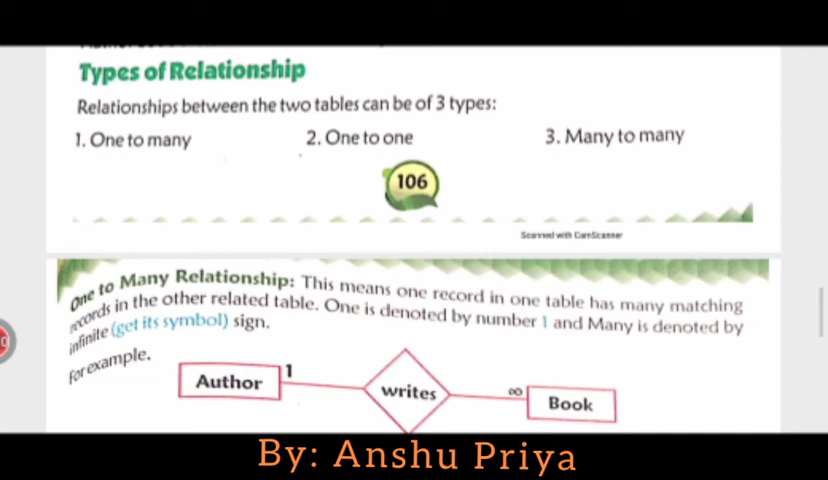 Types of Relationship
Relationships between the two tables can be of 3 types:
1. One to many 2. One to one 3. Many to many
106
Scanned with CamScanner
One to Many Relationship: This means one record in one table has many matching
records in the other related table. One is denoted by number 1 and Many is denoted by
infinite (get its symbol) sign.
For example.
Author 1 writes ∞ Book
By: Anshu Priya